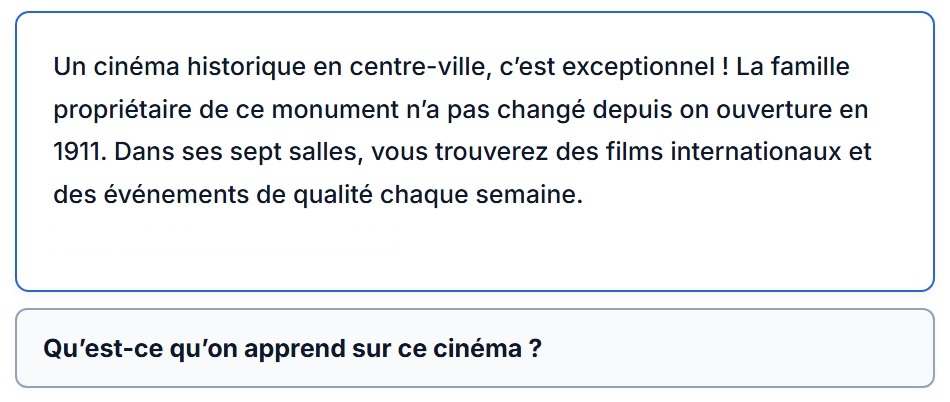 Un cinéma historique en centre-ville, c’est exceptionnel ! La famille
propriétaire de ce monument n’a pas changé depuis on ouverture en
1911. Dans ses sept salles, vous trouverez des films internationaux et
des événements de qualité chaque semaine.
Qu’est-ce qu’on apprend sur ce cinéma ?